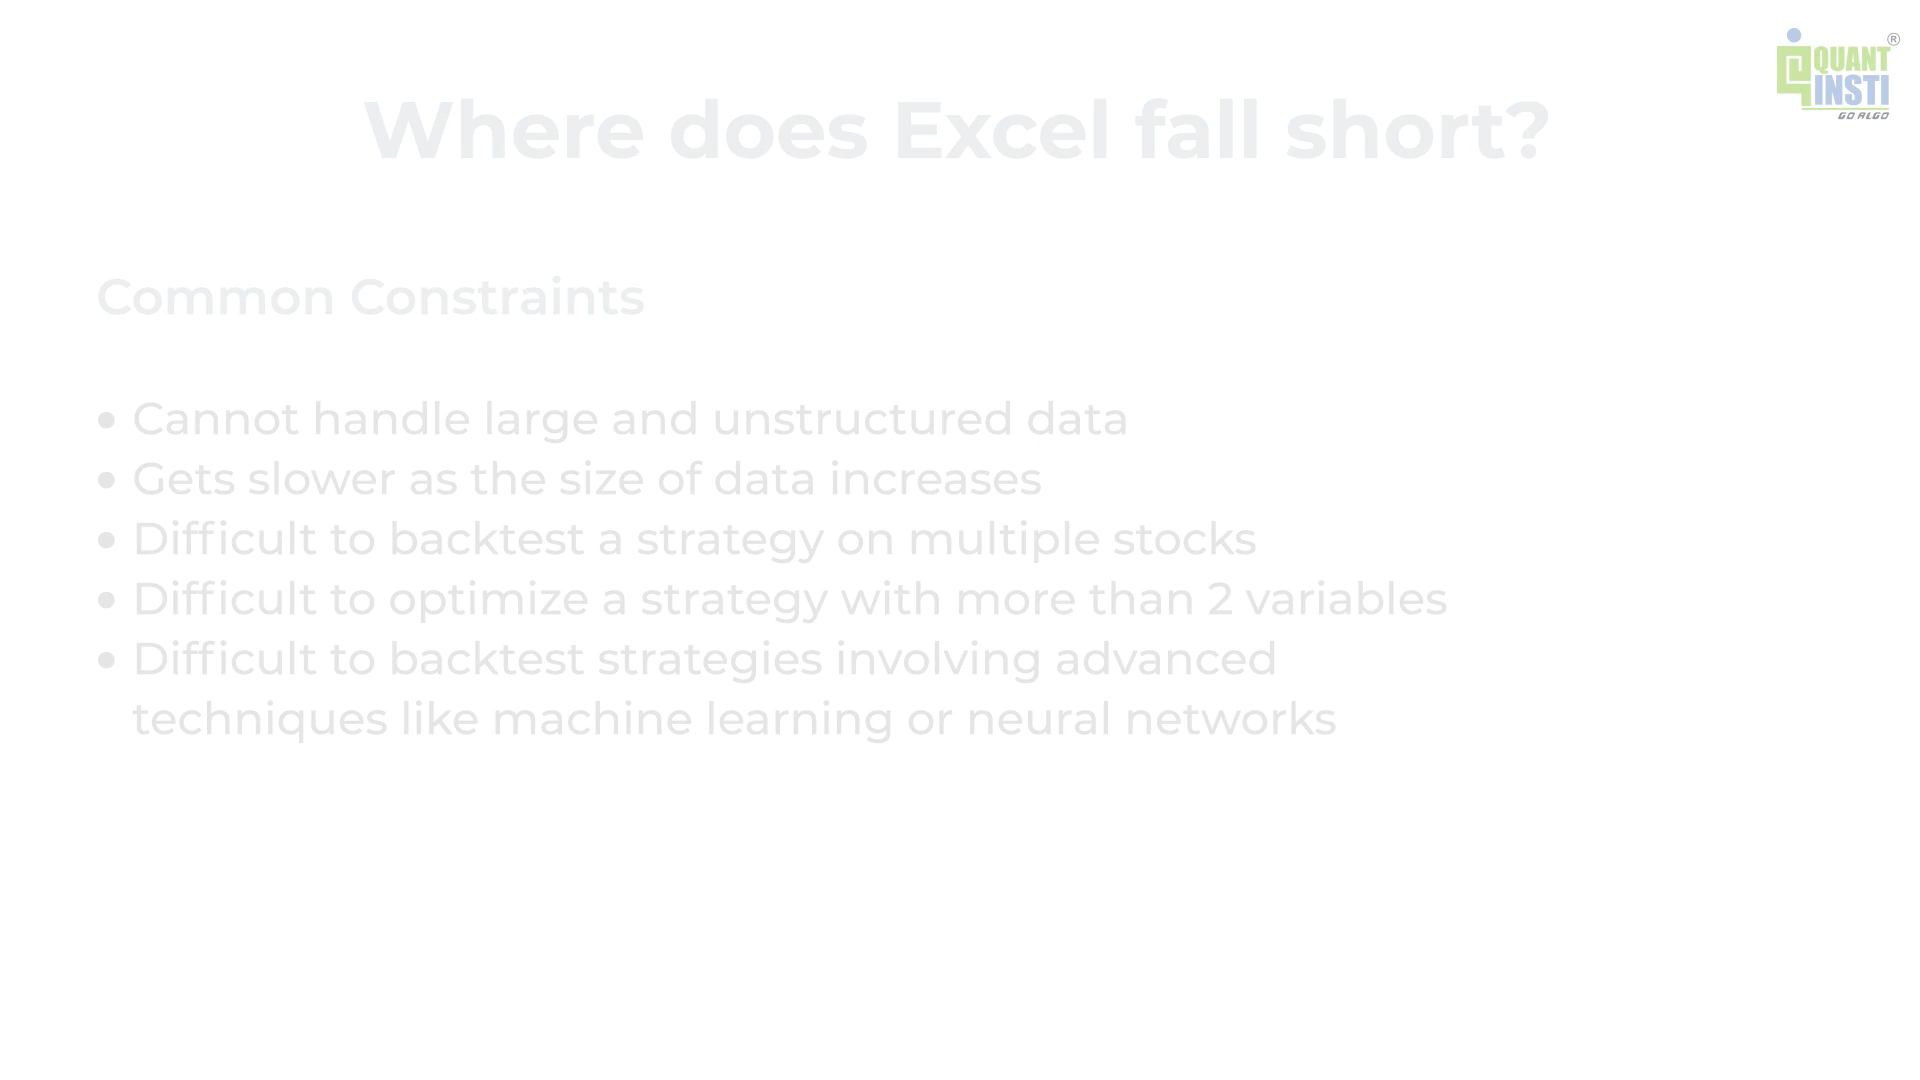 QUANT
INSTI
®
GO ALGO
Where does Excel fall short?
Common Constraints
• Cannot handle large and unstructured data
• Gets slower as the size of data increases
• Difficult to backtest a strategy on multiple stocks
• Difficult to optimize a strategy with more than 2 variables
• Difficult to backtest strategies involving advanced
techniques like machine learning or neural networks